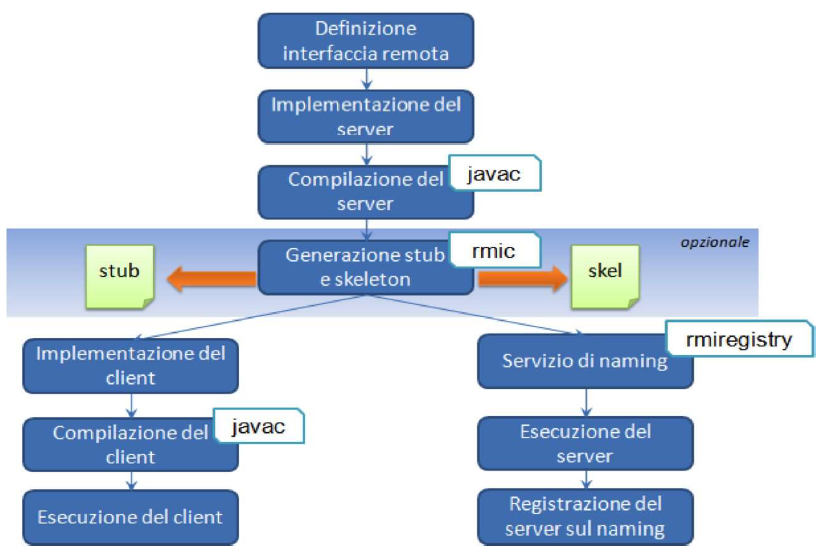 Definizione
interfaccia remota
Implementazione del
server
Compilazione del
server
javac
opzionale
Generazione stub
e skeleton
rmic
stub
skel
Implementazione del
client
rmiregistry
Servizio di naming
Compilazione del
client
javac
Esecuzione del
server
Esecuzione del client
Registrazione del
server sul naming